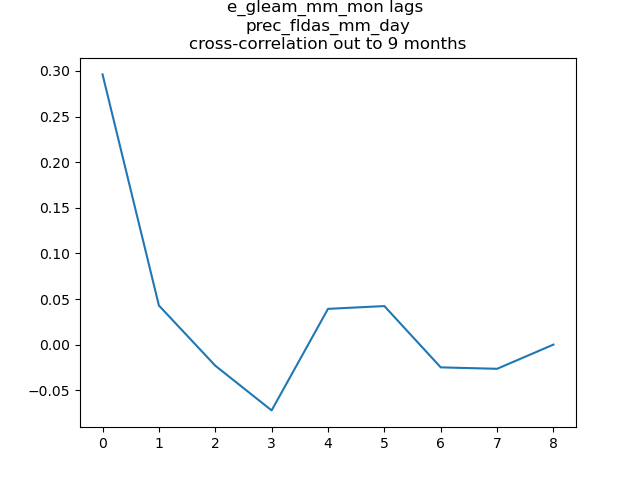 e_gleam_mm_mon lags
prec_fldas_mm_day
cross-correlation out to 9 months
0.30
0.25
0.20
0.15
0.10
0.05
0.00
−0.05
0 1 2 3 4 5 6 7 8